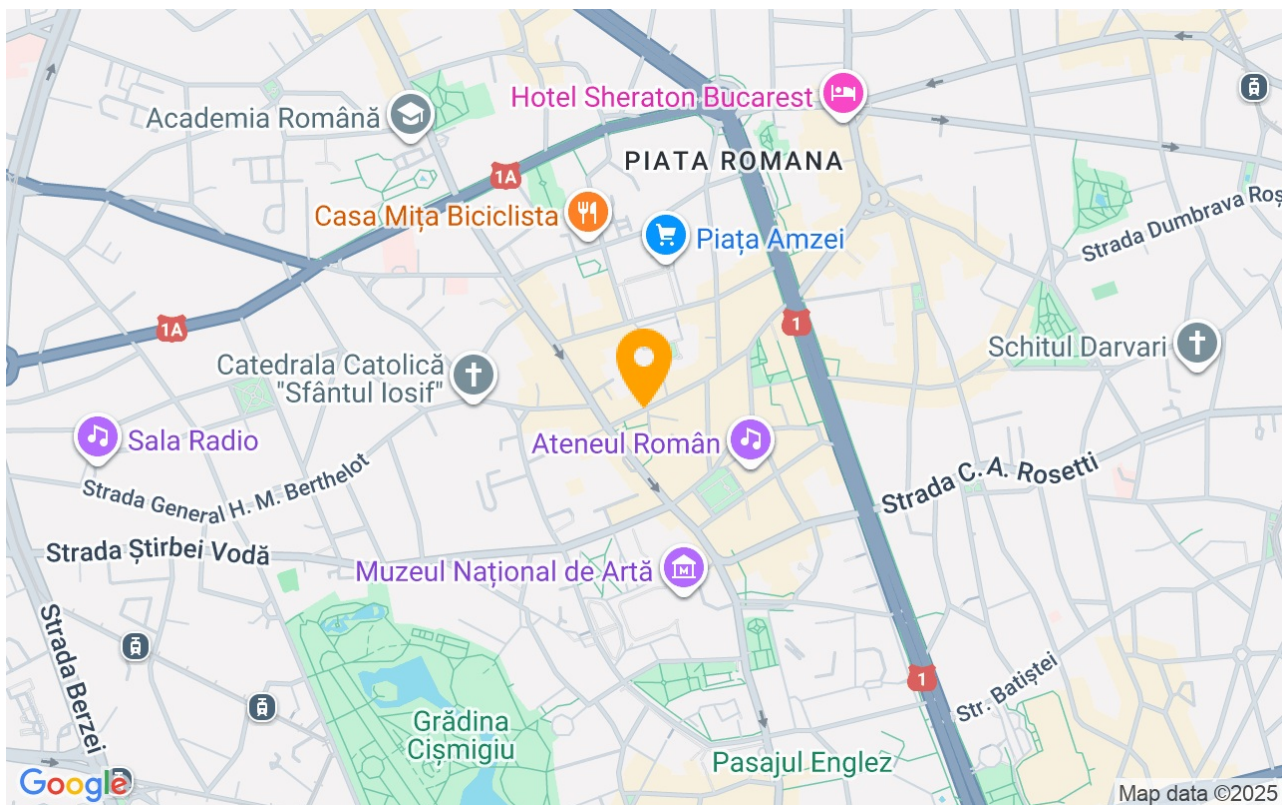 Hotel Sheraton Bucarest
Academia Română
PIATA ROMANA
1A
Casa Mița Biciclista
Piața Amzei
Strada Dumbrava Roș
1A
1
Schitul Darvari
Catedrala Catolică
"Sfântul Iosif"
Sala Radio
Ateneul Român
Strada C. A. Rosetti
Strada General H. M. Berthelot
Strada Știrbei Vodă
Muzeul Național de Artă
M
Strada Berzei
1
Str. Batiștei
Grădina
Cișmigiu
Pasajul Englez
Google
Map data ©2025